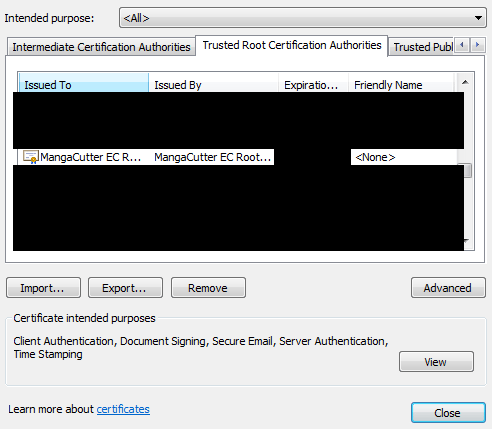 Intended purpose: <All>
Intermediate Certification Authorities Trusted Root Certification Authorities Trusted Publ
Issued To Issued By Expiratio... Friendly Name
MangaCutter EC R... MangaCutter EC Root... <None>
Import... Export... Remove Advanced
Certificate intended purposes
Client Authentication, Document Signing, Secure Email, Server Authentication,
Time Stamping
View
Learn more about certificates
Close